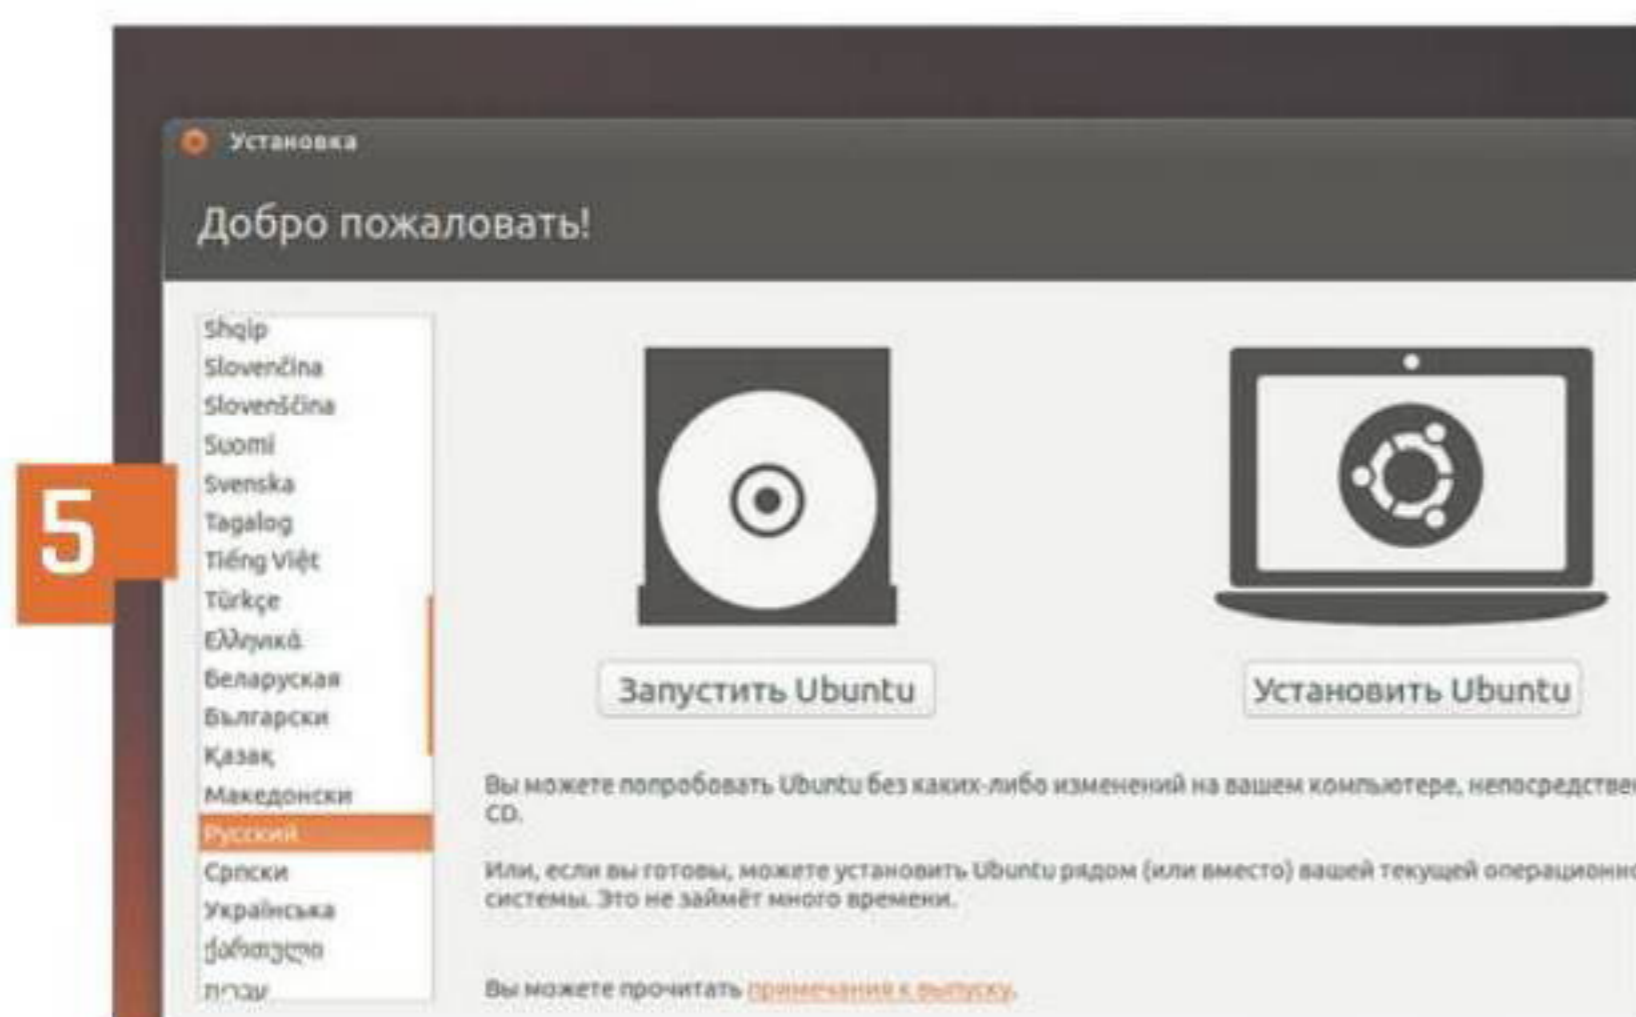 Установка
Добро пожаловать!
Shqip
Slovenčina
Slovenščina
Suomi
Svenska
5
Tagalog
Tiếng Việt
Türkçe
Ελληνικά
Беларуская
Български
Қазақ
Македонски
Русский
Српски
Українська
ქართული
עברית
Запустить Ubuntu
Установить Ubuntu
Вы можете попробовать Ubuntu без каких-либо изменений на вашем компьютере, непосредствен
CD.
Или, если вы готовы, можете установить Ubuntu рядом (или вместо) вашей текущей операционно
системы. Это не займёт много времени.
Вы можете прочитать примечания к выпуску.